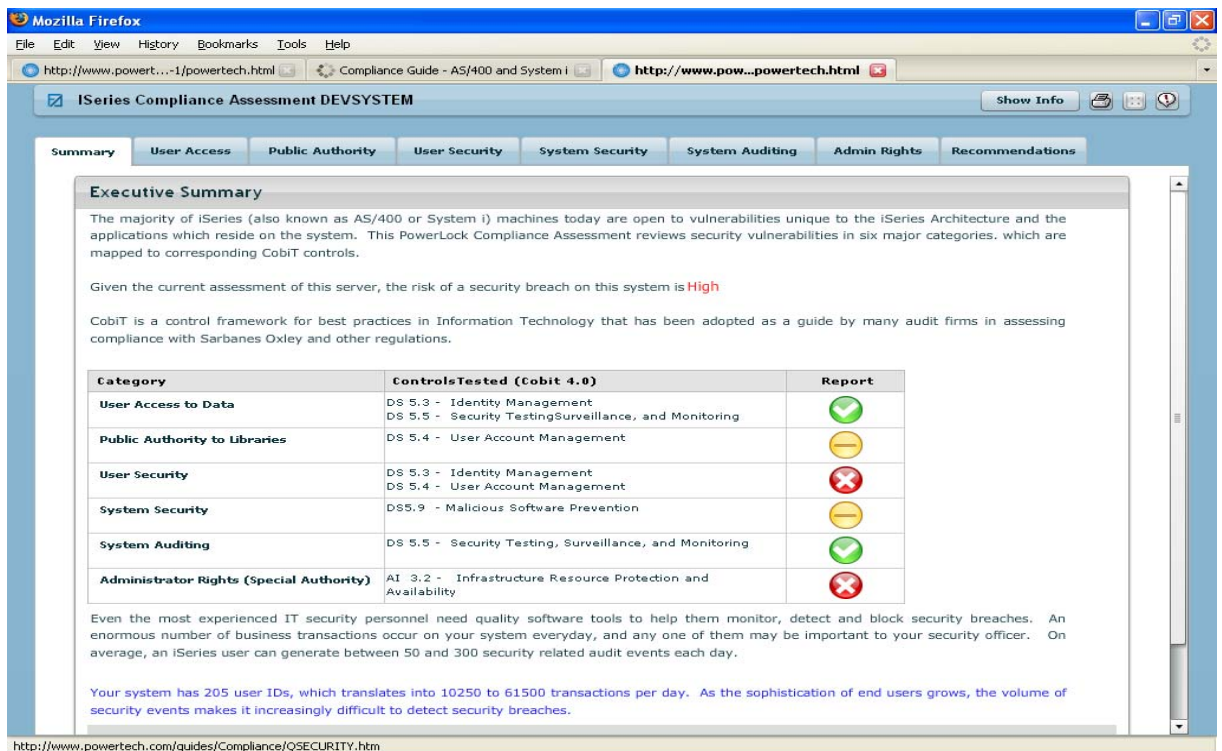 Mozilla Firefox
File Edit View History Bookmarks Tools Help
http://www.powert...-1/powertech.html
Compliance Guide - AS/400 and System i
http://www.pow...powertech.html
ISeries Compliance Assessment DEVSYSTEM
Show Info
Summary User Access Public Authority User Security System Security System Auditing Admin Rights Recommendations
Executive Summary
The majority of iSeries (also known as AS/400 or System i) machines today are open to vulnerabilities unique to the iSeries Architecture and the
applications which reside on the system. This PowerLock Compliance Assessment reviews security vulnerabilities in six major categories. which are
mapped to corresponding CobiT controls.
Given the current assessment of this server, the risk of a security breach on this system is High
CobiT is a control framework for best practices in Information Technology that has been adopted as a guide by many audit firms in assessing
compliance with Sarbanes Oxley and other regulations.
Category ControlsTested (Cobit 4.0) Report
User Access to Data DS 5.3 - Identity Management
DS 5.5 - Security TestingSurveillance, and Monitoring
Public Authority to Libraries DS 5.4 - User Account Management
User Security DS 5.3 - Identity Management
DS 5.4 - User Account Management
System Security DS5.9 - Malicious Software Prevention
System Auditing DS 5.5 - Security Testing, Surveillance, and Monitoring
Administrator Rights (Special Authority) AI 3.2 - Infrastructure Resource Protection and
Availability
Even the most experienced IT security personnel need quality software tools to help them monitor, detect and block security breaches. An
enormous number of business transactions occur on your system everyday, and any one of them may be important to your security officer. On
average, an iSeries user can generate between 50 and 300 security related audit events each day.
Your system has 205 user IDs, which translates into 10250 to 61500 transactions per day. As the sophistication of end users grows, the volume of
security events makes it increasingly difficult to detect security breaches.
http://www.powertech.com/guides/Compliance/QSECURITY.htm